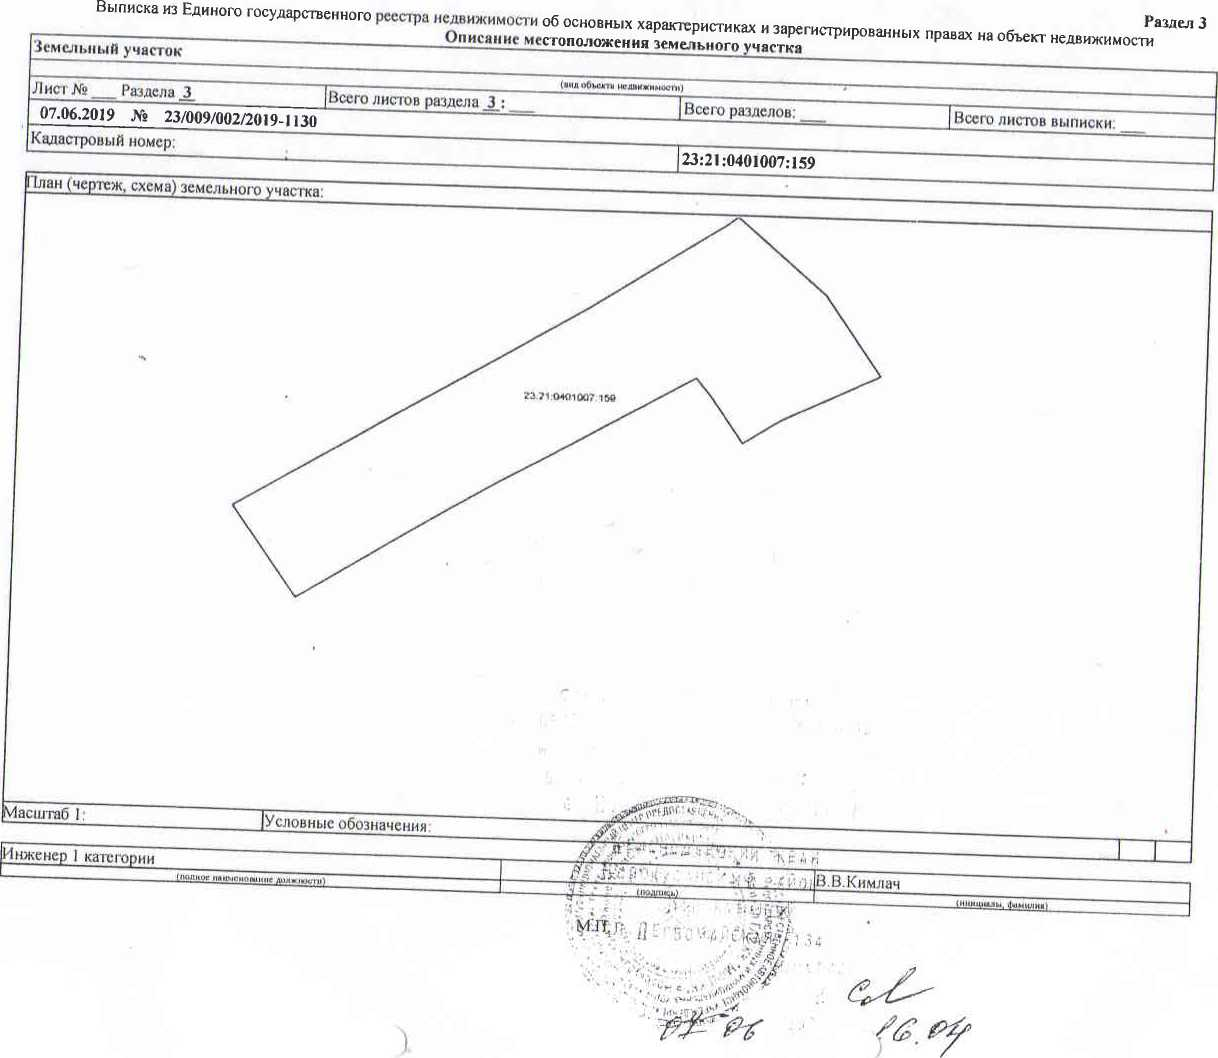 Выписка из Единого государственного реестра недвижимости об основных характеристиках и зарегистрированных правах на объект недвижимости
Раздел 3
Описание местоположения земельного участка
Земельный участок
(вид объекта недвижимости)
Лист № ___ Раздела 3
Всего листов раздела 3 : ___
Всего разделов: ___
Всего листов выписки: ___
07.06.2019 № 23/009/002/2019-1130
Кадастровый номер:
23:21:0401007:159
План (чертеж, схема) земельного участка:
23:21:0401007:159
Масштаб 1:
Условные обозначения:
Инженер 1 категории
В.В.Кимлач
(полное наименование должности)
(подпись)
(инициалы, фамилия)
М.П.
07 06
16.04